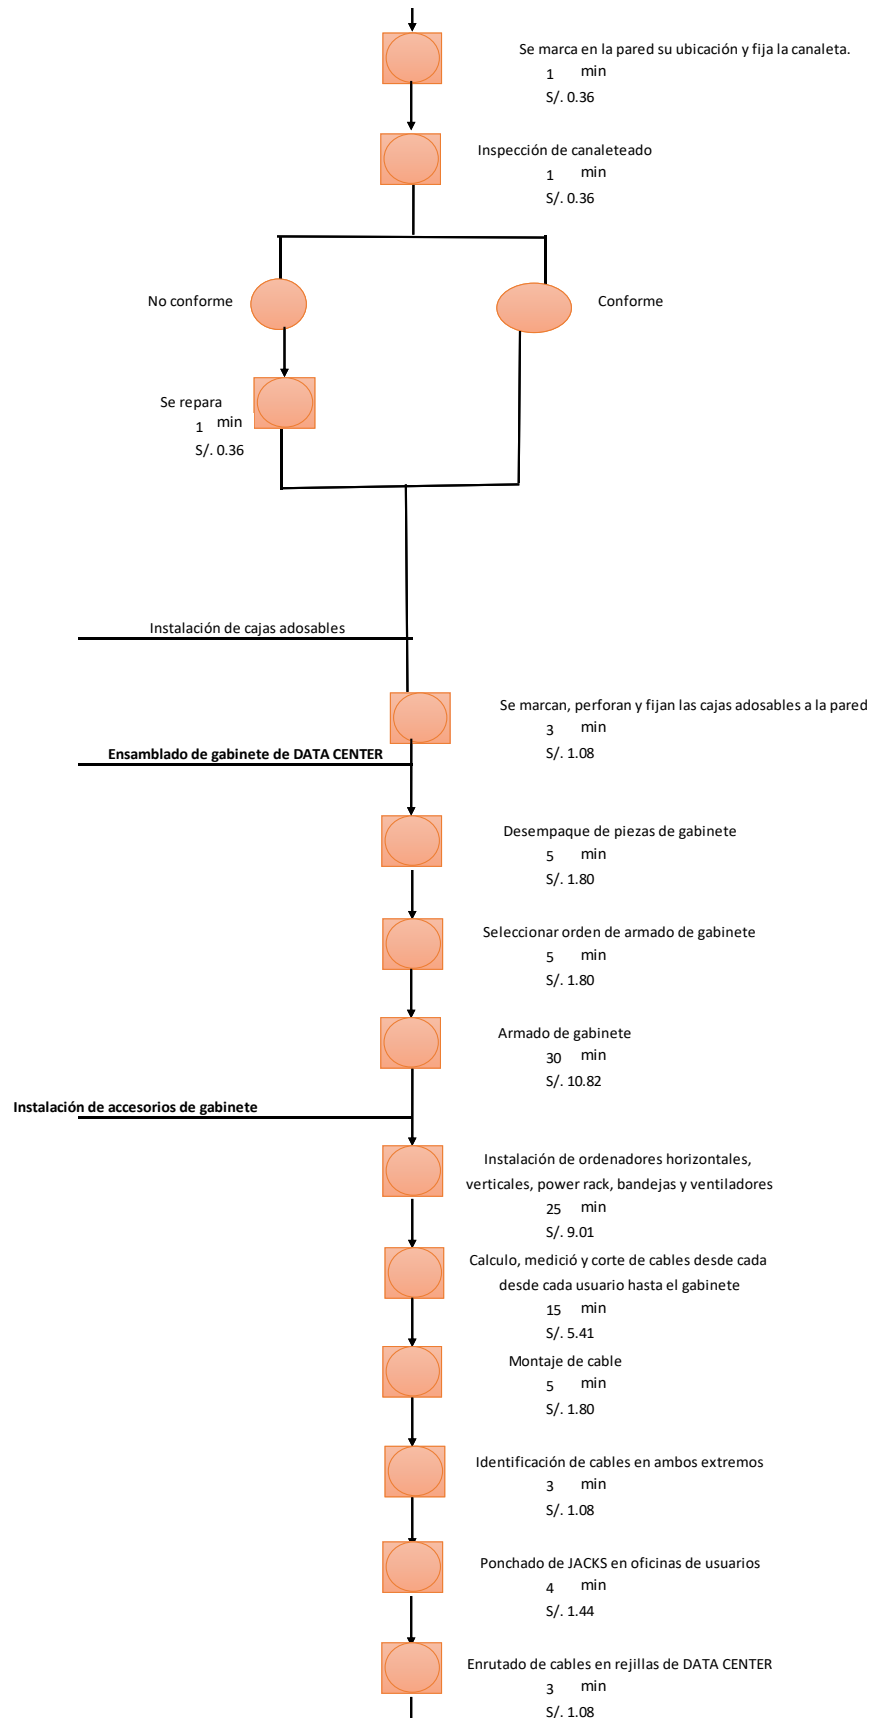 Se marca en la pared su ubicación y fija la canaleta.
1 min
S/. 0.36
Inspección de canaleteado
1 min
S/. 0.36
No conforme
Conforme
Se repara
1 min
S/. 0.36
Instalación de cajas adosables
Se marcan, perforan y fijan las cajas adosables a la pared
3 min
S/. 1.08
Ensamblado de gabinete de DATA CENTER
Desempaque de piezas de gabinete
5 min
S/. 1.80
Seleccionar orden de armado de gabinete
5 min
S/. 1.80
Armado de gabinete
30 min
S/. 10.82
Instalación de accesorios de gabinete
Instalación de ordenadores horizontales,
verticales, power rack, bandejas y ventiladores
25 min
S/. 9.01
Calculo, medició y corte de cables desde cada
desde cada usuario hasta el gabinete
15 min
S/. 5.41
Montaje de cable
5 min
S/. 1.80
Identificación de cables en ambos extremos
3 min
S/. 1.08
Ponchado de JACKS en oficinas de usuarios
4 min
S/. 1.44
Enrutado de cables en rejillas de DATA CENTER
3 min
S/. 1.08